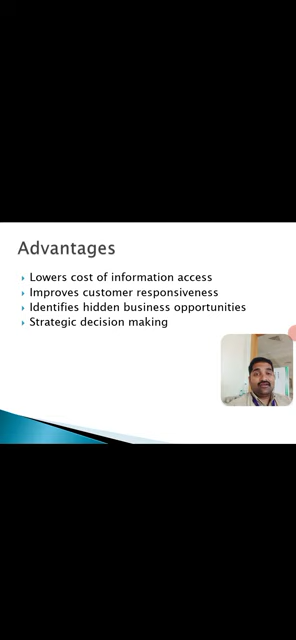 Advantages
Lowers cost of information access
Improves customer responsiveness
Identifies hidden business opportunities
Strategic decision making